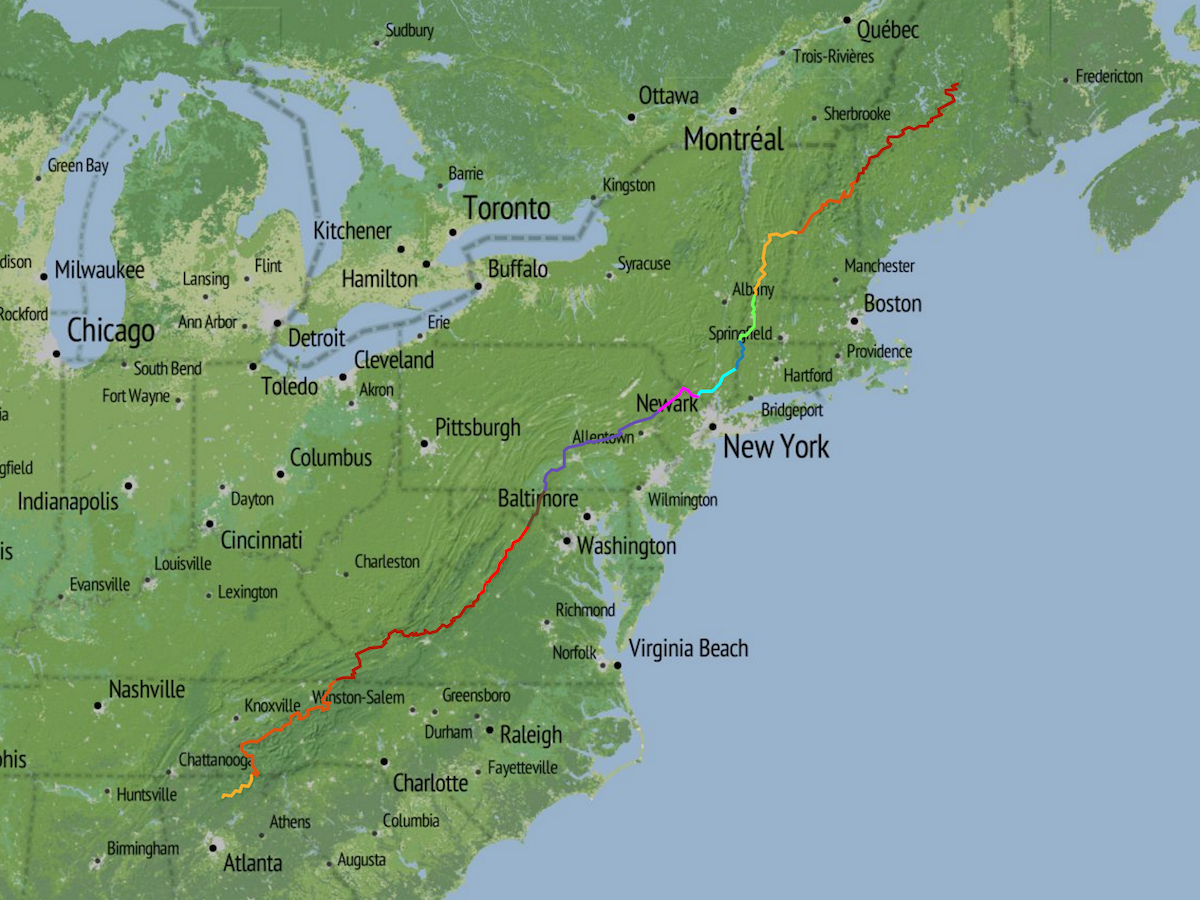 Québec
Sudbury
Trois-Rivières
Fredericton
Ottawa
Sherbrooke
Montréal
Green Bay
Barrie
Kingston
Toronto
Kitchener
dison
Milwaukee
Flint
Lansing
Hamilton
Buffalo
Syracuse
Manchester
Albany
Boston
Rockford
Chicago
Ann Arbor
Detroit
Erie
Springfield
Providence
Cleveland
South Bend
Toledo
Akron
Hartford
Fort Wayne
Newark
Bridgeport
ia
Pittsburgh
Allentown
New York
gfield
Columbus
Indianapolis
Dayton
Baltimore
Wilmington
Cincinnati
Washington
is
Louisville
Charleston
Evansville
Lexington
Richmond
Norfolk
Virginia Beach
Nashville
Knoxville
Winston-Salem
Greensboro
Durham
Raleigh
phis
Chattanooga
Fayetteville
Charlotte
Huntsville
Athens
Columbia
Birmingham
Atlanta
Augusta